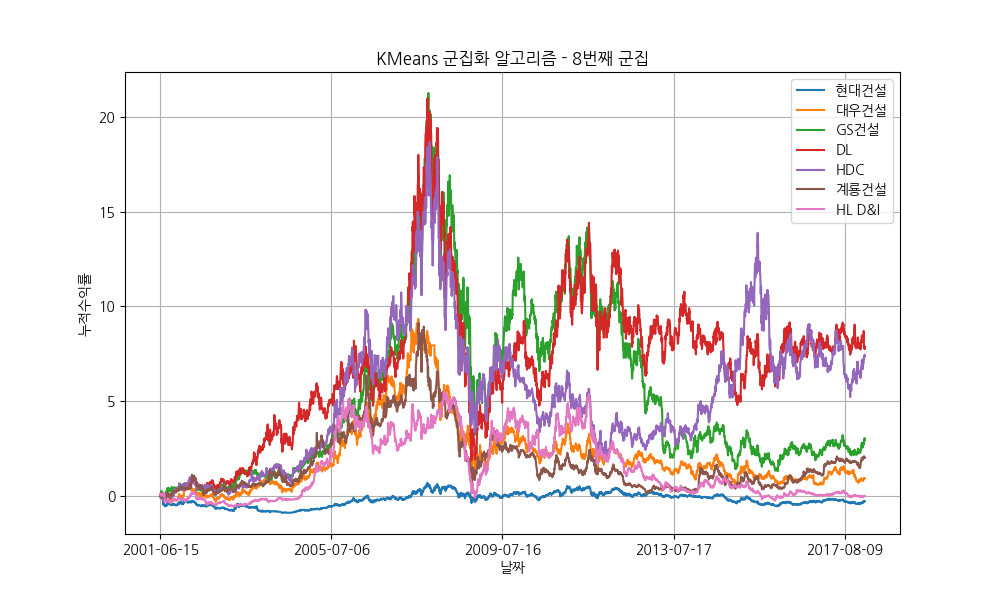 KMeans 군집화 알고리즘 - 8번째 군집
현대건설
대우건설
GS건설
DL
HDC
계룡건설
HL D&I
누적수익률
20
15
10
5
0
2001-06-15
2005-07-06
2009-07-16
2013-07-17
2017-08-09
날짜